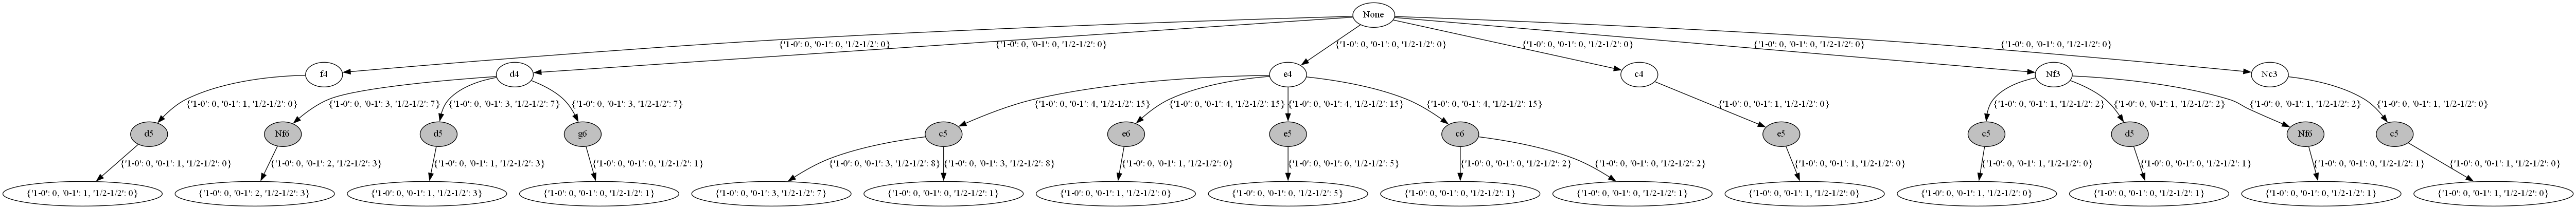 None
{'1-0': 0, '0-1': 0, '1/2-1/2': 0}
{'1-0': 0, '0-1': 0, '1/2-1/2': 0}
{'1-0': 0, '0-1': 0, '1/2-1/2': 0}
{'1-0': 0, '0-1': 0, '1/2-1/2': 0}
{'1-0': 0, '0-1': 0, '1/2-1/2': 0}
{'1-0': 0, '0-1': 0, '1/2-1/2': 0}
f4
d4
e4
c4
Nf3
Nc3
{'1-0': 0, '0-1': 1, '1/2-1/2': 0}
{'1-0': 0, '0-1': 3, '1/2-1/2': 7}
{'1-0': 0, '0-1': 3, '1/2-1/2': 7}
{'1-0': 0, '0-1': 3, '1/2-1/2': 7}
{'1-0': 0, '0-1': 4, '1/2-1/2': 15}
{'1-0': 0, '0-1': 4, '1/2-1/2': 15}
{'1-0': 0, '0-1': 4, '1/2-1/2': 15}
{'1-0': 0, '0-1': 4, '1/2-1/2': 15}
{'1-0': 0, '0-1': 1, '1/2-1/2': 0}
{'1-0': 0, '0-1': 1, '1/2-1/2': 2}
{'1-0': 0, '0-1': 1, '1/2-1/2': 2}
{'1-0': 0, '0-1': 1, '1/2-1/2': 2}
{'1-0': 0, '0-1': 1, '1/2-1/2': 0}
d5
Nf6
d5
g6
c5
e6
e5
c6
e5
c5
d5
Nf6
c5
{'1-0': 0, '0-1': 1, '1/2-1/2': 0}
{'1-0': 0, '0-1': 2, '1/2-1/2': 3}
{'1-0': 0, '0-1': 1, '1/2-1/2': 3}
{'1-0': 0, '0-1': 0, '1/2-1/2': 1}
{'1-0': 0, '0-1': 3, '1/2-1/2': 8}
{'1-0': 0, '0-1': 3, '1/2-1/2': 8}
{'1-0': 0, '0-1': 1, '1/2-1/2': 0}
{'1-0': 0, '0-1': 0, '1/2-1/2': 5}
{'1-0': 0, '0-1': 0, '1/2-1/2': 2}
{'1-0': 0, '0-1': 0, '1/2-1/2': 2}
{'1-0': 0, '0-1': 1, '1/2-1/2': 0}
{'1-0': 0, '0-1': 1, '1/2-1/2': 0}
{'1-0': 0, '0-1': 0, '1/2-1/2': 1}
{'1-0': 0, '0-1': 0, '1/2-1/2': 1}
{'1-0': 0, '0-1': 1, '1/2-1/2': 0}
{'1-0': 0, '0-1': 1, '1/2-1/2': 0}
{'1-0': 0, '0-1': 2, '1/2-1/2': 3}
{'1-0': 0, '0-1': 1, '1/2-1/2': 3}
{'1-0': 0, '0-1': 0, '1/2-1/2': 1}
{'1-0': 0, '0-1': 3, '1/2-1/2': 7}
{'1-0': 0, '0-1': 0, '1/2-1/2': 1}
{'1-0': 0, '0-1': 1, '1/2-1/2': 0}
{'1-0': 0, '0-1': 0, '1/2-1/2': 5}
{'1-0': 0, '0-1': 0, '1/2-1/2': 1}
{'1-0': 0, '0-1': 0, '1/2-1/2': 1}
{'1-0': 0, '0-1': 1, '1/2-1/2': 0}
{'1-0': 0, '0-1': 1, '1/2-1/2': 0}
{'1-0': 0, '0-1': 0, '1/2-1/2': 1}
{'1-0': 0, '0-1': 0, '1/2-1/2': 1}
{'1-0': 0, '0-1': 1, '1/2-1/2': 0}